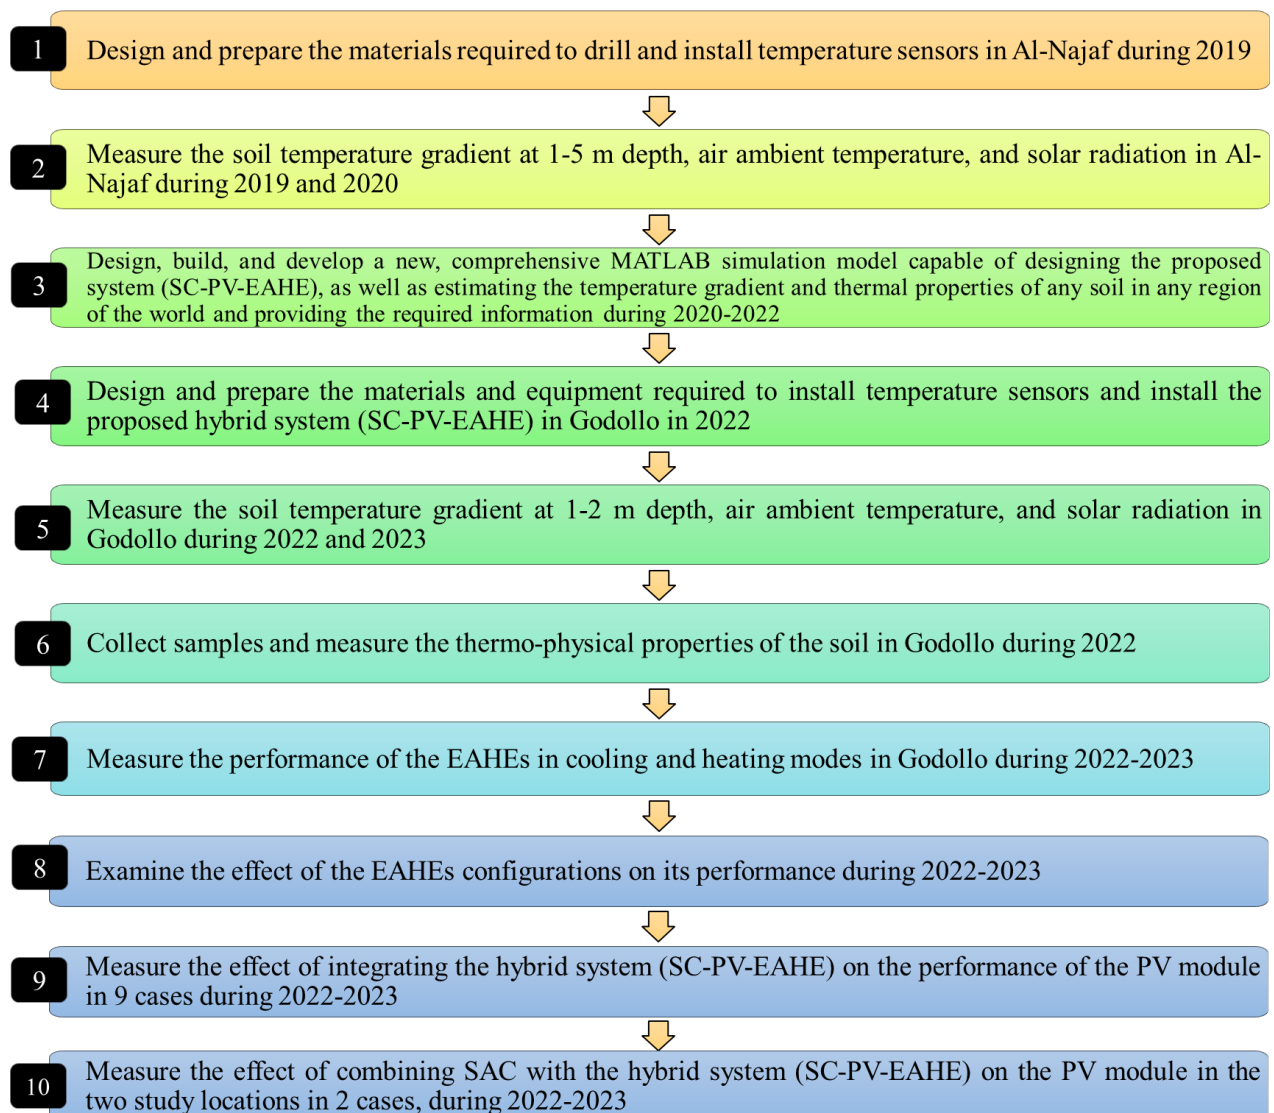 1
Design and prepare the materials required to drill and install temperature sensors in Al-Najaf during 2019
2
Measure the soil temperature gradient at 1-5 m depth, air ambient temperature, and solar radiation in Al-
Najaf during 2019 and 2020
3
Design, build, and develop a new, comprehensive MATLAB simulation model capable of designing the proposed
system (SC-PV-EAHE), as well as estimating the temperature gradient and thermal properties of any soil in any region
of the world and providing the required information during 2020-2022
4
Design and prepare the materials and equipment required to install temperature sensors and install the
proposed hybrid system (SC-PV-EAHE) in Godollo in 2022
5
Measure the soil temperature gradient at 1-2 m depth, air ambient temperature, and solar radiation in
Godollo during 2022 and 2023
6
Collect samples and measure the thermo-physical properties of the soil in Godollo during 2022
7
Measure the performance of the EAHEs in cooling and heating modes in Godollo during 2022-2023
8
Examine the effect of the EAHEs configurations on its performance during 2022-2023
9
Measure the effect of integrating the hybrid system (SC-PV-EAHE) on the performance of the PV module
in 9 cases during 2022-2023
10
Measure the effect of combining SAC with the hybrid system (SC-PV-EAHE) on the PV module in the
two study locations in 2 cases, during 2022-2023